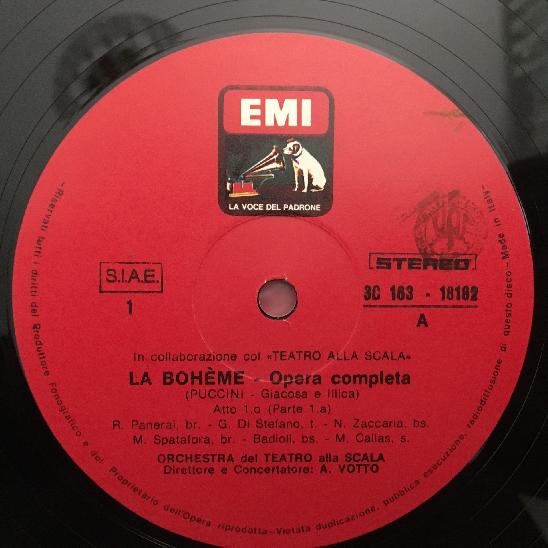 EMI
LA VOCE DEL PADRONE
S.I.A.E.
1
STEREO
3C 163 - 18182
A
In collaborazione col «TEATRO ALLA SCALA»
LA BOHÈME - Opera completa
(PUCCINI - Giacosa e Illica)
Atto 1.o (Parte 1.a)
R. Panerai, br. - G. Di Stefano, t. - N. Zaccaria, bs.
M. Spatafora, br. - Badioli, bs. - M. Callas, s.
ORCHESTRA del TEATRO alla SCALA
Direttore e Concertatore: A. VOTTO
-Riservati tutti i diritti del Produttore Fonografico e del Proprietario dell'Opera riprodotta-Vietata duplicazione, pubblica esecuzione, radiodiffusione di questo disco-Made in Italy-